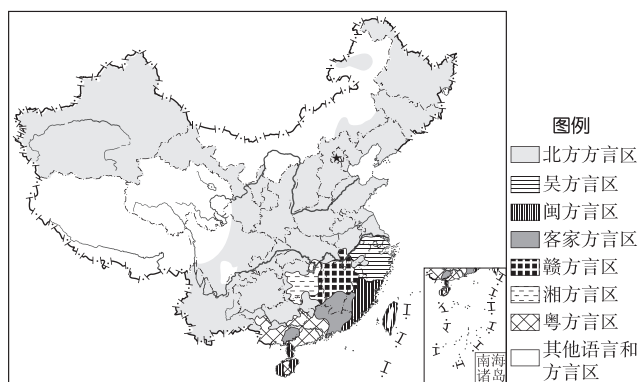 图例
北方方言区
吴方言区
闽方言区
客家方言区
赣方言区
湘方言区
粤方言区
其他语言和
方言区
南海
诸岛